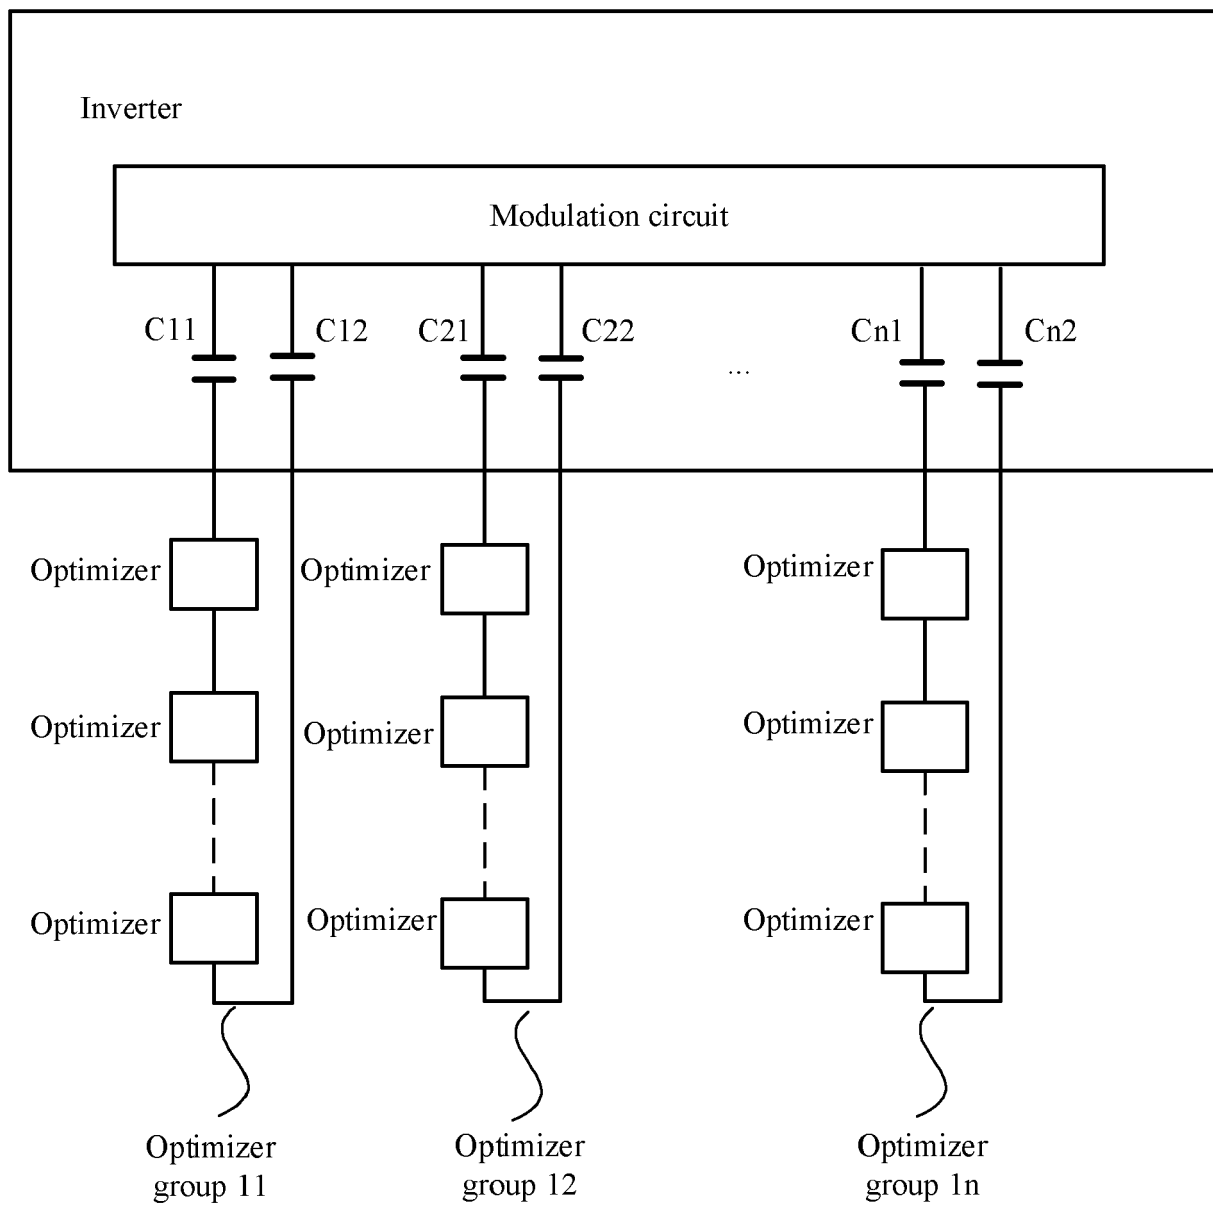 Inverter
Modulation circuit
C11
C12
C21
C22
...
Cn1
Cn2
Optimizer
Optimizer
Optimizer
Optimizer
Optimizer
Optimizer
Optimizer
Optimizer
Optimizer
Optimizer
group 11
Optimizer
group 12
Optimizer
group 1n